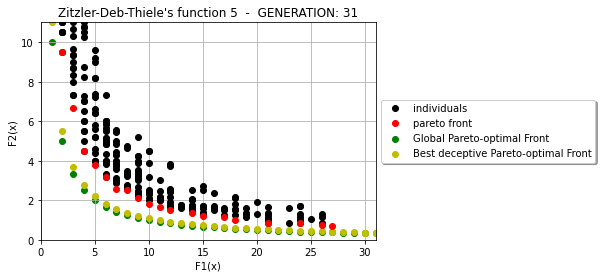 Zitzler-Deb-Thiele's function 5 - GENERATION: 31
F2(x)
10
8
6
4
2
0
0 5 10 15 20 25 30
F1(x)
individuals
pareto front
Global Pareto-optimal Front
Best deceptive Pareto-optimal Front